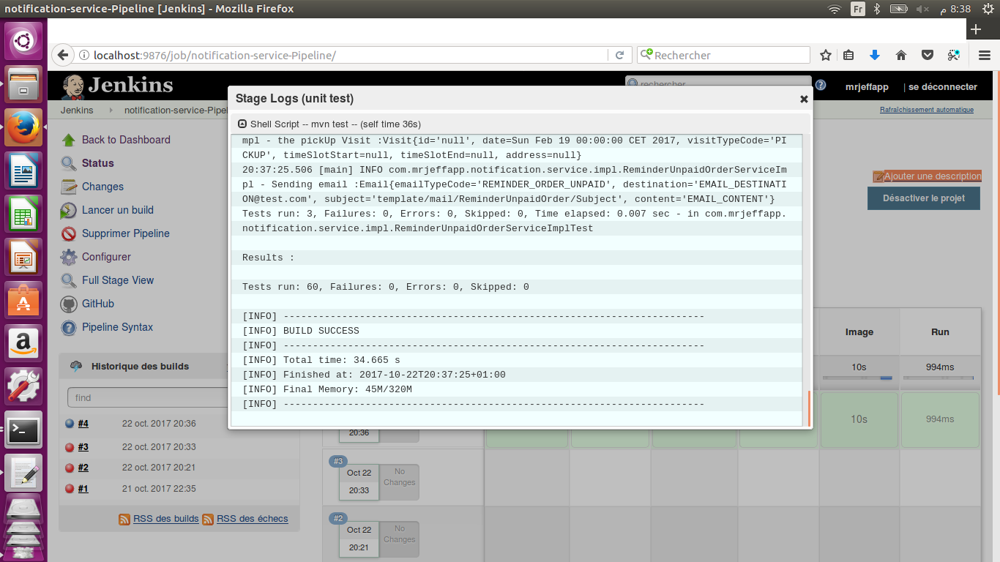 notification-service-Pipeline [Jenkins] - Mozilla Firefox
Fr
8:38 م
localhost:9876/job/notification-service-Pipeline/
Rechercher
Jenkins
rechercher
mrjeffapp
| se déconnecter
Jenkins
notification-service-Pipel
Rafraîchissement automatique
Back to Dashboard
Status
Changes
Lancer un build
Supprimer Pipeline
Configurer
Full Stage View
GitHub
Pipeline Syntax
Historique des builds
find
#4 22 oct. 2017 20:36
#3 22 oct. 2017 20:33
#2 22 oct. 2017 20:21
#1 21 oct. 2017 22:35
RSS des builds RSS des échecs
Stage Logs (unit test)
Shell Script -- mvn test -- (self time 36s)
mpl - the pickUp Visit :Visit{id='null', date=Sun Feb 19 00:00:00 CET 2017, visitTypeCode='PI
CKUP', timeSlotStart=null, timeSlotEnd=null, address=null}
20:37:25.506 [main] INFO com.mrjeffapp.notification.service.impl.ReminderUnpaidOrderServiceIm
pl - Sending email :Email{emailTypeCode='REMINDER_ORDER_UNPAID', destination='EMAIL_DESTINATI
ON@test.com', subject='template/mail/ReminderUnpaidOrder/Subject', content='EMAIL_CONTENT'}
Tests run: 3, Failures: 0, Errors: 0, Skipped: 0, Time elapsed: 0.007 sec - in com.mrjeffapp.
notification.service.impl.ReminderUnpaidOrderServiceImplTest
Results :
Tests run: 60, Failures: 0, Errors: 0, Skipped: 0
[INFO] ------------------------------------------------------------------------
[INFO] BUILD SUCCESS
[INFO] ------------------------------------------------------------------------
[INFO] Total time: 34.665 s
[INFO] Finished at: 2017-10-22T20:37:25+01:00
[INFO] Final Memory: 45M/320M
[INFO] ------------------------------------------------------------------------
Ajouter une description
Désactiver le projet
Image
Run
10s
994ms
10s
994ms
20:36
#3
Oct 22
20:33
No
Changes
#2
Oct 22
20:21
No
Changes